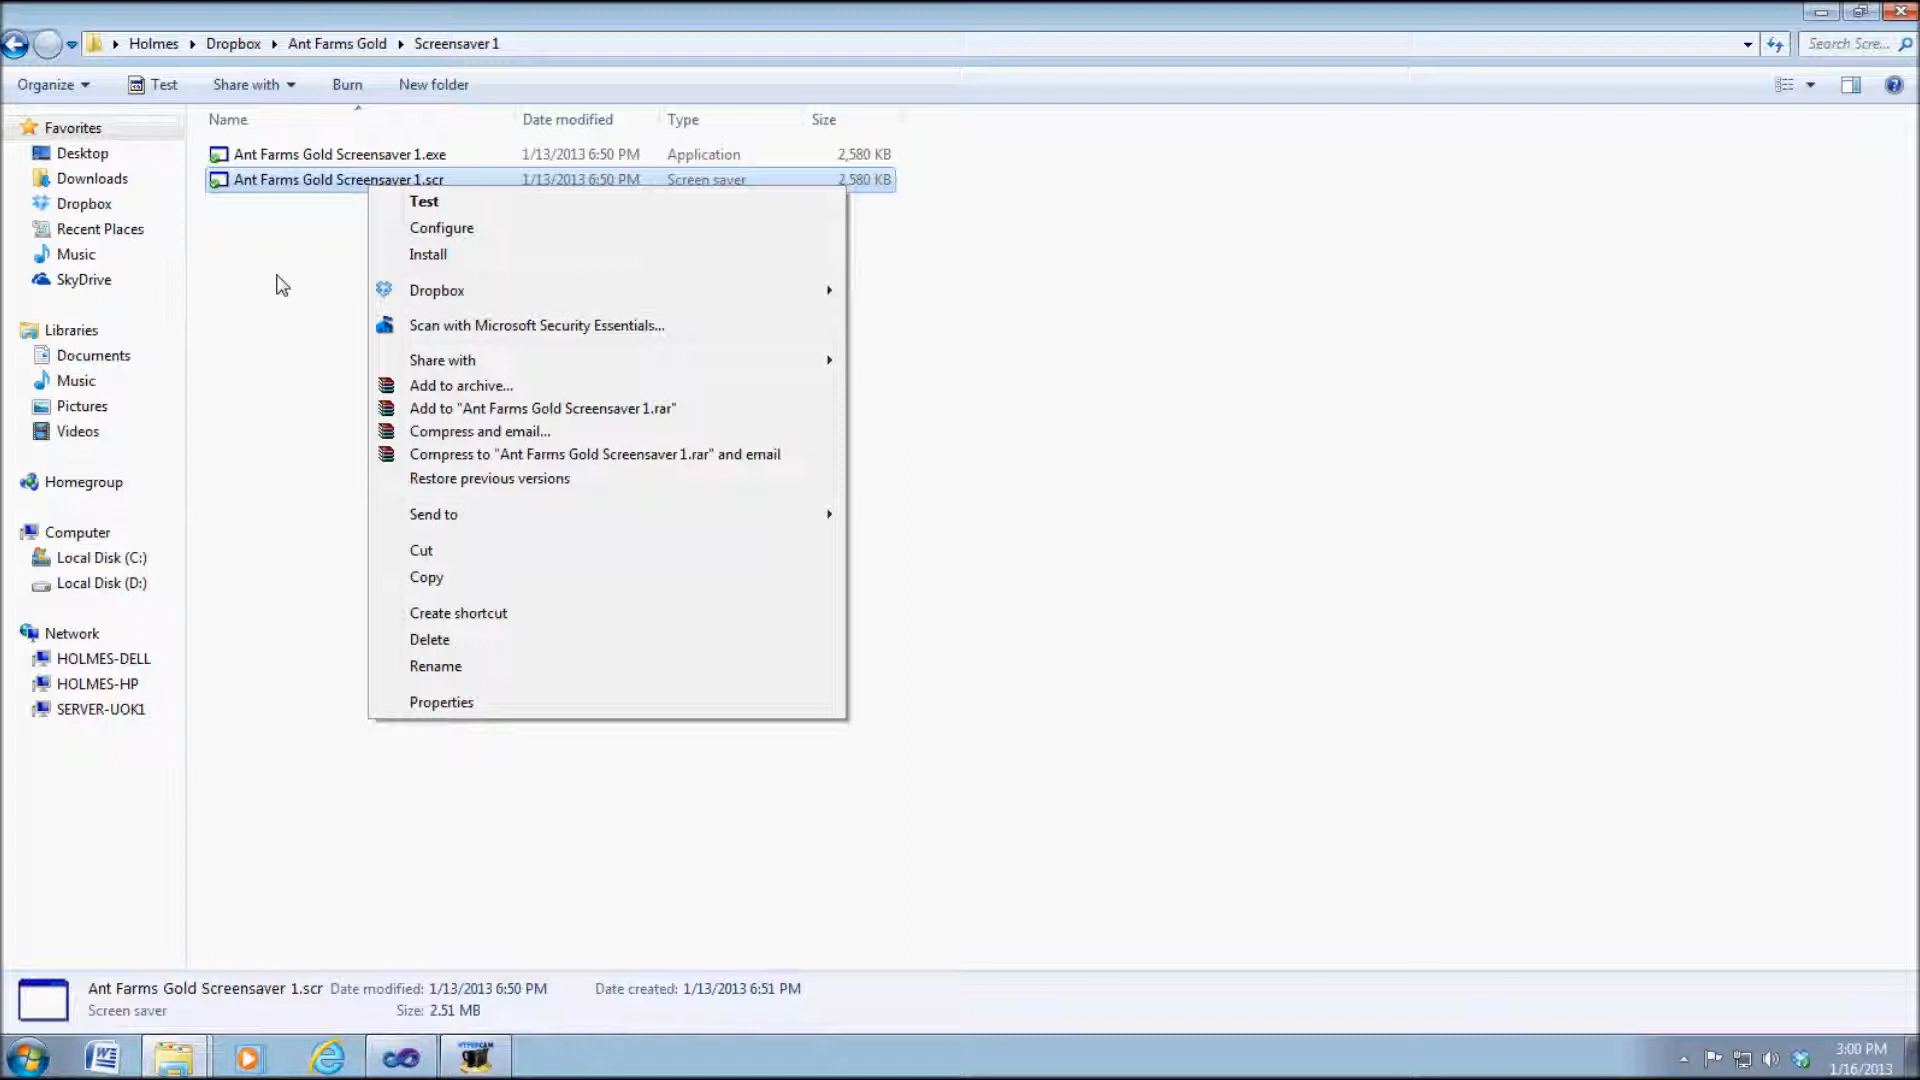 Holmes Dropbox Ant Farms Gold Screensaver 1
Search Scre...
Organize Test Share with Burn New folder
Name Date modified Type Size
Ant Farms Gold Screensaver 1.exe 1/13/2013 6:50 PM Application 2,580 KB
Ant Farms Gold Screensaver 1.scr 1/13/2013 6:50 PM Screen saver 2,580 KB
Favorites
Desktop
Downloads
Dropbox
Recent Places
Music
SkyDrive
Libraries
Documents
Music
Pictures
Videos
Homegroup
Computer
Local Disk (C:)
Local Disk (D:)
Network
HOLMES-DELL
HOLMES-HP
SERVER-UOK1
Test
Configure
Install
Dropbox
Scan with Microsoft Security Essentials...
Share with
Add to archive...
Add to "Ant Farms Gold Screensaver 1.rar"
Compress and email...
Compress to "Ant Farms Gold Screensaver 1.rar" and email
Restore previous versions
Send to
Cut
Copy
Create shortcut
Delete
Rename
Properties
Ant Farms Gold Screensaver 1.scr Date modified: 1/13/2013 6:50 PM Date created: 1/13/2013 6:51 PM
Screen saver Size: 2.51 MB
HYPERCAM
3:00 PM
1/16/2013